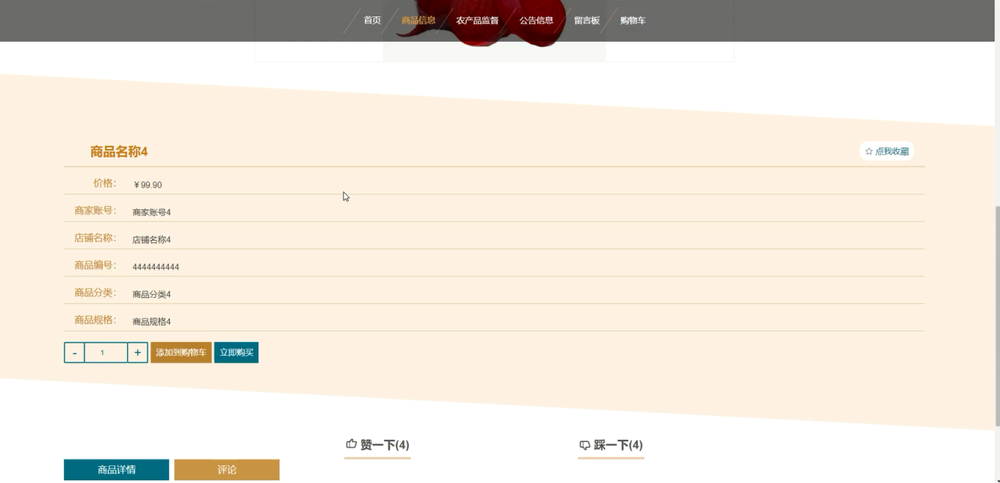 首页 商品信息 农产品监督 公告信息 留言板 购物车
商品名称4 ☆ 点我收藏
价格： ￥99.90
商家账号： 商家账号4
店铺名称： 店铺名称4
商品编号： 4444444444
商品分类： 商品分类4
商品规格： 商品规格4
- 1 + 添加到购物车 立即购买
赞一下(4) 踩一下(4)
商品详情 评论